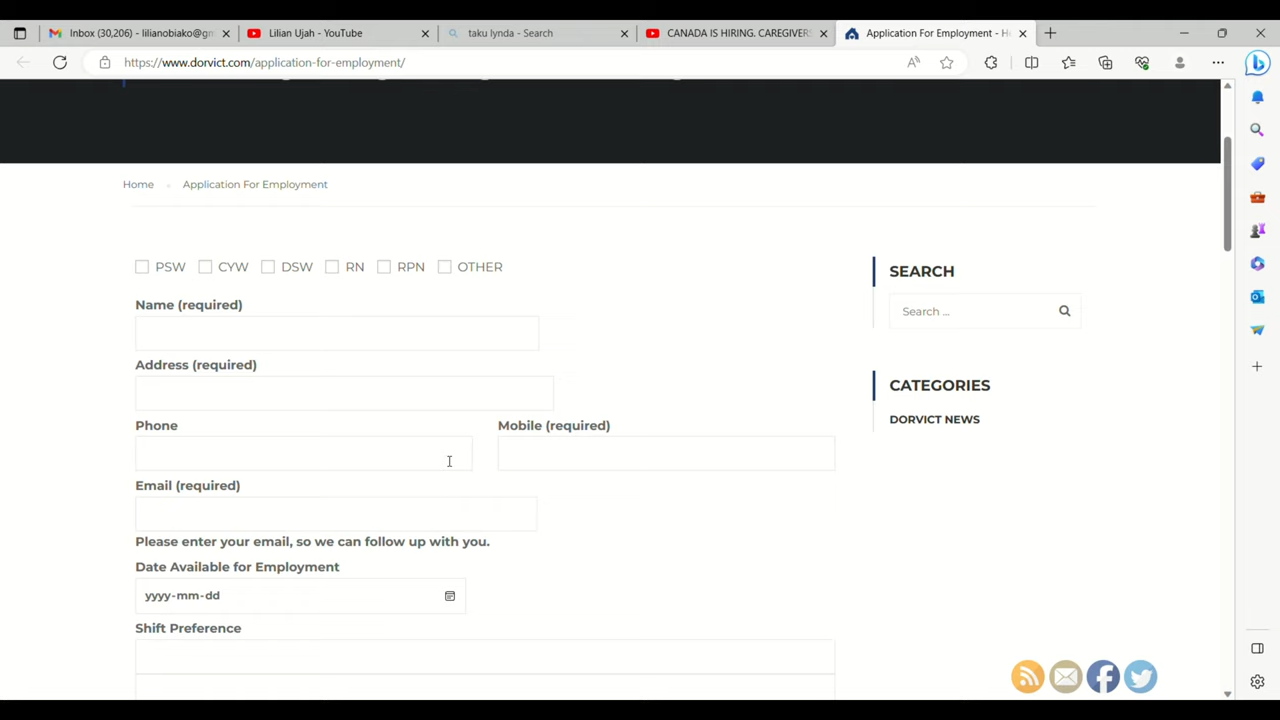 Inbox (30,206) - lilianobiako@gm
Lilian Ujah - YouTube
taku lynda - Search
CANADA IS HIRING. CAREGIVERS
Application For Employment - H
https://www.dorvict.com/application-for-employment/
Home
Application For Employment
PSW CYW DSW RN RPN OTHER
Name (required)
Address (required)
Phone
Mobile (required)
Email (required)
Please enter your email, so we can follow up with you.
Date Available for Employment
yyyy-mm-dd
Shift Preference
SEARCH
Search ...
CATEGORIES
DORVICT NEWS